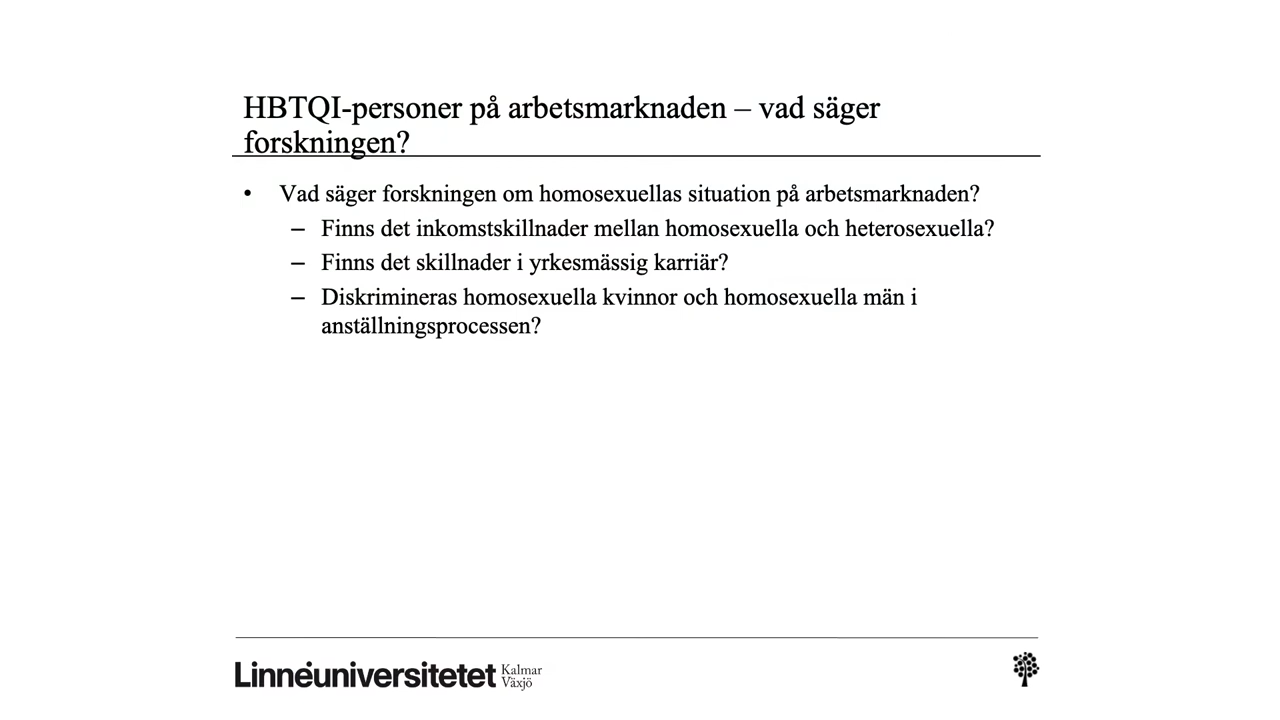 HBTQI-personer på arbetsmarknaden – vad säger
forskningen?
• Vad säger forskningen om homosexuellas situation på arbetsmarknaden?
– Finns det inkomstskillnader mellan homosexuella och heterosexuella?
– Finns det skillnader i yrkesmässig karriär?
– Diskrimineras homosexuella kvinnor och homosexuella män i
anställningsprocessen?
Linnéuniversitetet Kalmar
Växjö